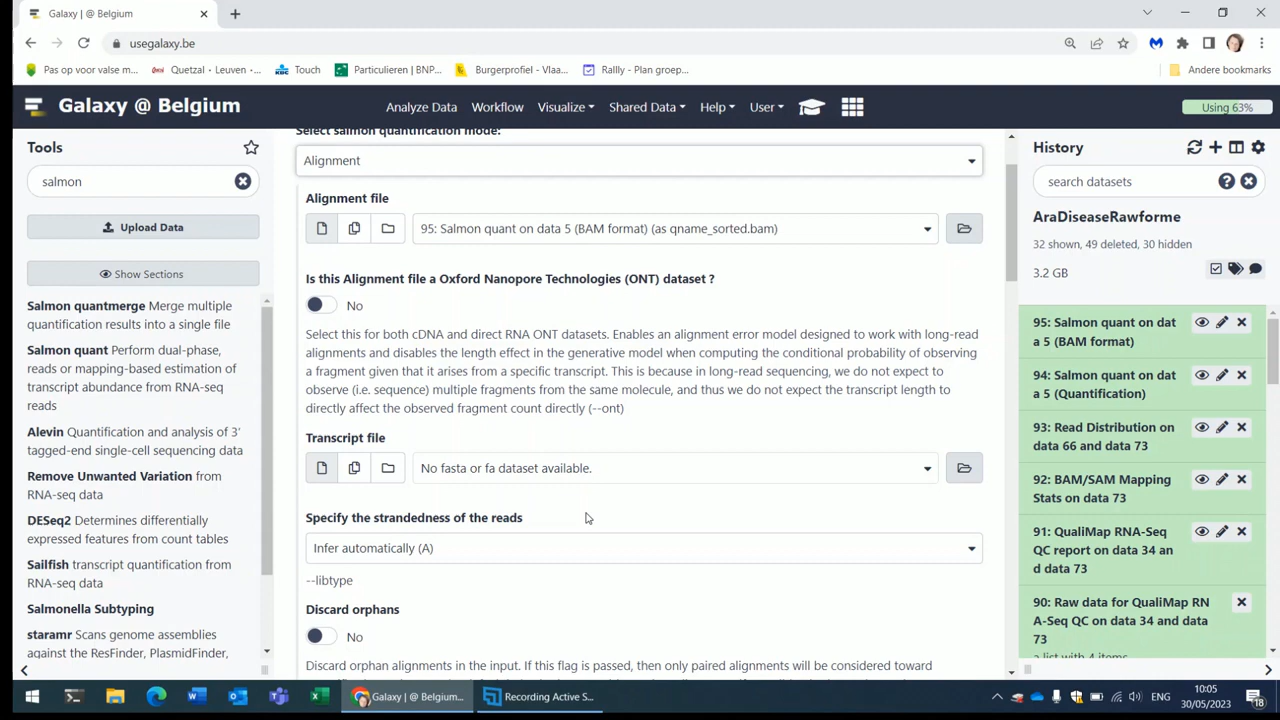 Galaxy | @ Belgium
usegalaxy.be
Pas op voor valse m...
Quetzal - Leuven -...
Touch
Particulieren | BNP...
Burgerprofiel - Vlaa...
Rallly - Plan groep...
Andere bookmarks
Galaxy @ Belgium
Analyze Data
Workflow
Visualize
Shared Data
Help
User
Using 63%
Tools
salmon
Upload Data
Show Sections
Salmon quantmerge Merge multiple
quantification results into a single file
Salmon quant Perform dual-phase,
reads or mapping-based estimation of
transcript abundance from RNA-seq
reads
Alevin Quantification and analysis of 3'
tagged-end single-cell sequencing data
Remove Unwanted Variation from
RNA-seq data
DESeq2 Determines differentially
expressed features from count tables
Sailfish transcript quantification from
RNA-seq data
Salmonella Subtyping
staramr Scans genome assemblies
against the ResFinder, PlasmidFinder,
Select salmon quantification mode:
Alignment
Alignment file
95: Salmon quant on data 5 (BAM format) (as qname_sorted.bam)
Is this Alignment file a Oxford Nanopore Technologies (ONT) dataset ?
No
Select this for both cDNA and direct RNA ONT datasets. Enables an alignment error model designed to work with long-read
alignments and disables the length effect in the generative model when computing the conditional probability of observing
a fragment given that it arises from a specific transcript. This is because in long-read sequencing, we do not expect to
observe (i.e. sequence) multiple fragments from the same molecule, and thus we do not expect the transcript length to
directly affect the observed fragment count directly (--ont)
Transcript file
No fasta or fa dataset available.
Specify the strandedness of the reads
Infer automatically (A)
--libtype
Discard orphans
No
Discard orphan alignments in the input. If this flag is passed, then only paired alignments will be considered toward
History
search datasets
AraDiseaseRawforme
32 shown, 49 deleted, 30 hidden
3.2 GB
95: Salmon quant on dat
a 5 (BAM format)
94: Salmon quant on dat
a 5 (Quantification)
93: Read Distribution on
data 66 and data 73
92: BAM/SAM Mapping
Stats on data 73
91: QualiMap RNA-Seq
QC report on data 34 an
d data 73
90: Raw data for QualiMap RN
A-Seq QC on data 34 and data
73
a list with 4 items
Galaxy | @ Belgium...
Recording Active S...
ENG
10:05
30/05/2023
18